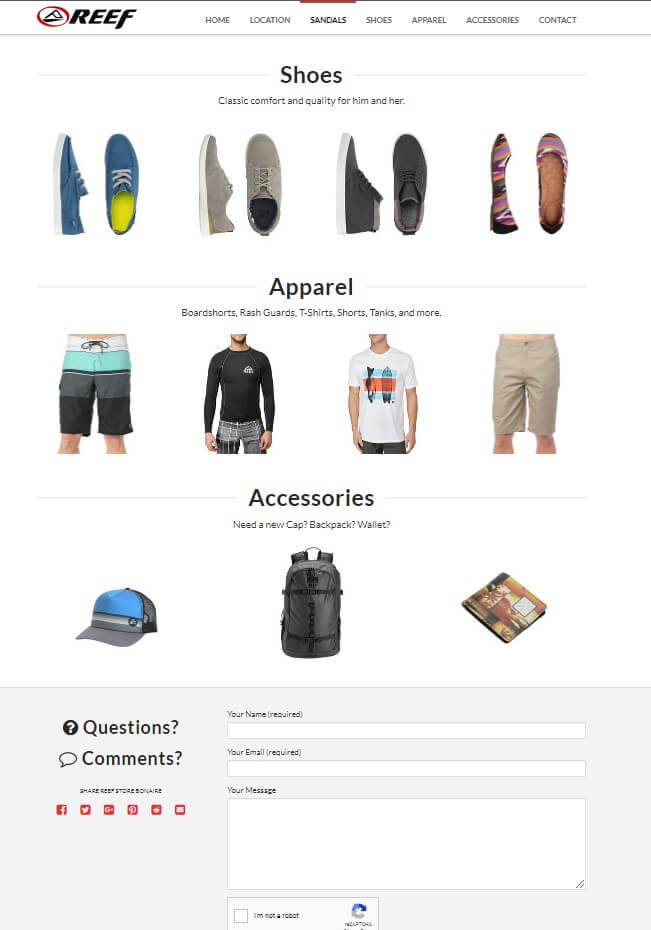 REEF
HOME LOCATION SANDALS SHOES APPAREL ACCESSORIES CONTACT
Shoes
Classic comfort and quality for him and her.
Apparel
Boardshorts, Rash Guards, T-Shirts, Shorts, Tanks, and more.
Accessories
Need a new Cap? Backpack? Wallet?
Questions?
Comments?
SHARE REEF STORE BONAIRE
Your Name (required)
Your Email (required)
Your Message
I'm not a robot
reCAPTCHA